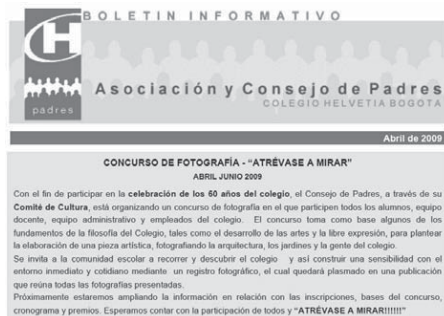 BOLETIN INFORMATIVO
H
padres
Asociación y Consejo de Padres
COLEGIO HELVETIA BOGOTA
Abril de 2009
CONCURSO DE FOTOGRAFÍA - "ATRÉVASE A MIRAR"
ABRIL JUNIO 2009
Con el fin de participar en la celebración de los 60 años del colegio, el Consejo de Padres, a través de su
Comité de Cultura, está organizando un concurso de fotografía en el que participen todos los alumnos, equipo
docente, equipo administrativo y empleados del colegio. El concurso toma como base algunos de los
fundamentos de la filosofía del Colegio, tales como el desarrollo de las artes y la libre expresión, para plantear
la elaboración de una pieza artística, fotografiando la arquitectura, los jardines y la gente del colegio.
Se invita a la comunidad escolar a recorrer y descubrir el colegio y así construir una sensibilidad con el
entorno inmediato y cotidiano mediante un registro fotográfico, el cual quedará plasmado en una publicación
que reúna todas las fotografías presentadas.
Próximamente estaremos ampliando la información en relación con las inscripciones, bases del concurso,
cronograma y premios. Esperamos contar con la participación de todos y "ATRÉVASE A MIRAR!!!!!!"